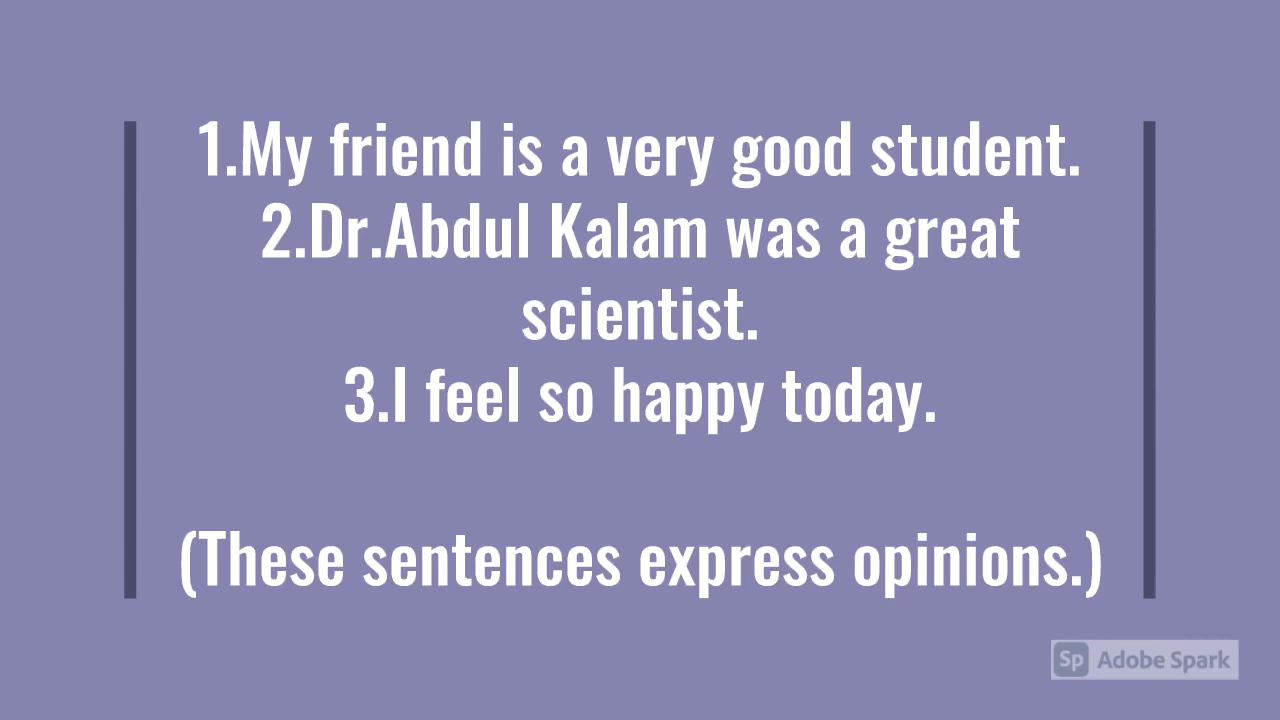 1.My friend is a very good student.
2.Dr.Abdul Kalam was a great
scientist.
3.I feel so happy today.
(These sentences express opinions.)
Sp Adobe Spark